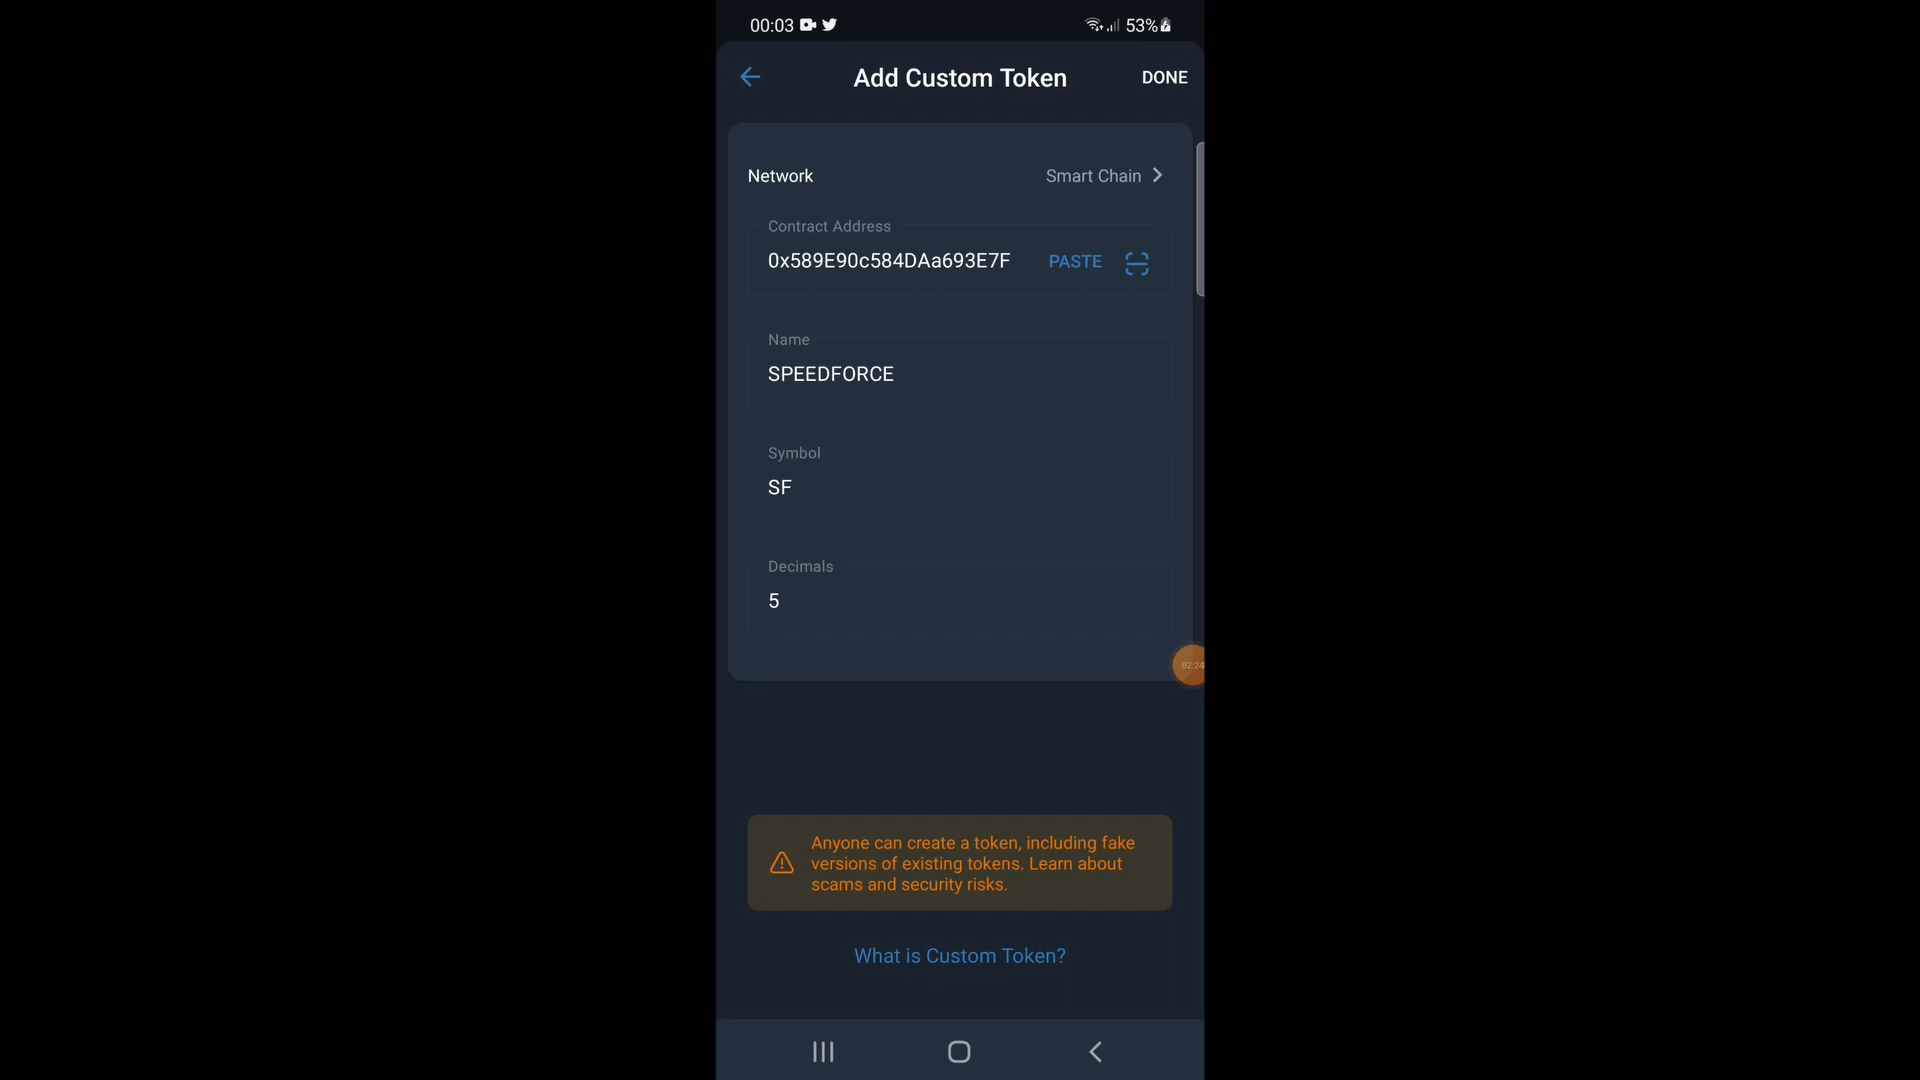 00:03
53%
Add Custom Token
DONE
Network
Smart Chain
Contract Address
0x589E90c584DAa693E7F
PASTE
Name
SPEEDFORCE
Symbol
SF
Decimals
5
02:24
Anyone can create a token, including fake
versions of existing tokens. Learn about
scams and security risks.
What is Custom Token?